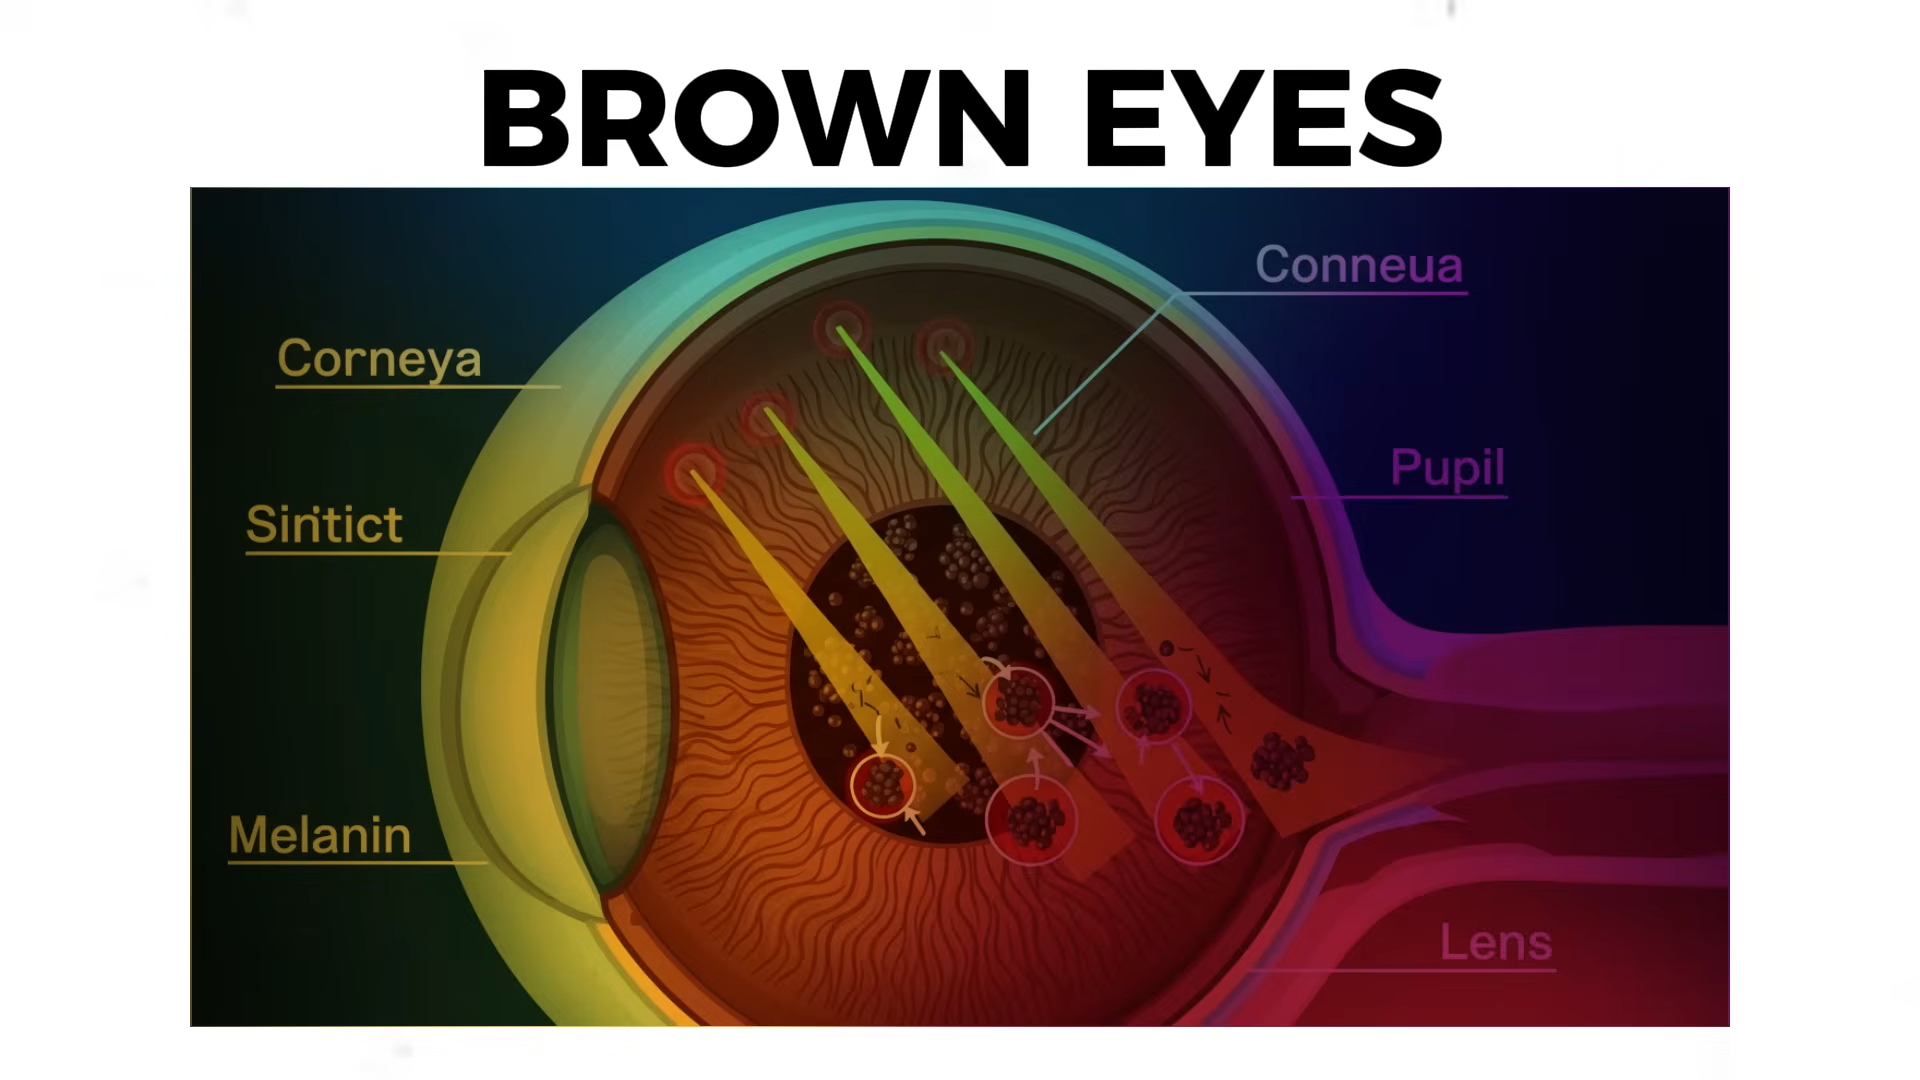 BROWN EYES
Conneua
Corneya
Pupil
Sintict
Melanin
Lens